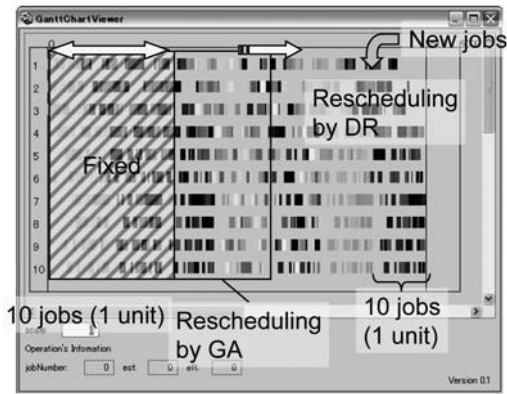 GanttChartViewer
0
New jobs
1
2
3
4
5
6
7
8
9
10
Rescheduling
by DR
Fixed
10 jobs (1 unit)
Rescheduling
by GA
10 jobs
(1 unit)
scale
Operation's Infomation
jobNumber: 0 est: 0 elt: 0
Version 0.1